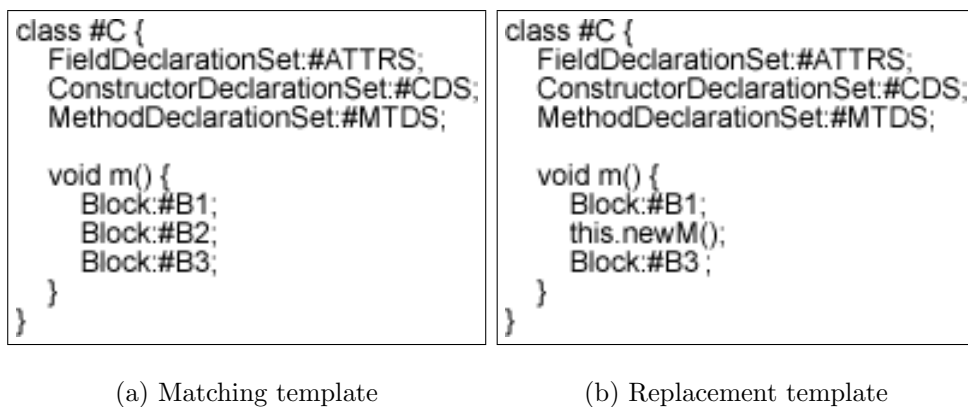 class #C {
FieldDeclarationSet:#ATTRS;
ConstructorDeclarationSet:#CDS;
MethodDeclarationSet:#MTDS;
void m() {
Block:#B1;
Block:#B2;
Block:#B3;
}
}
(a) Matching template
class #C {
FieldDeclarationSet:#ATTRS;
ConstructorDeclarationSet:#CDS;
MethodDeclarationSet:#MTDS;
void m() {
Block:#B1;
this.newM();
Block:#B3 ;
}
}
(b) Replacement template